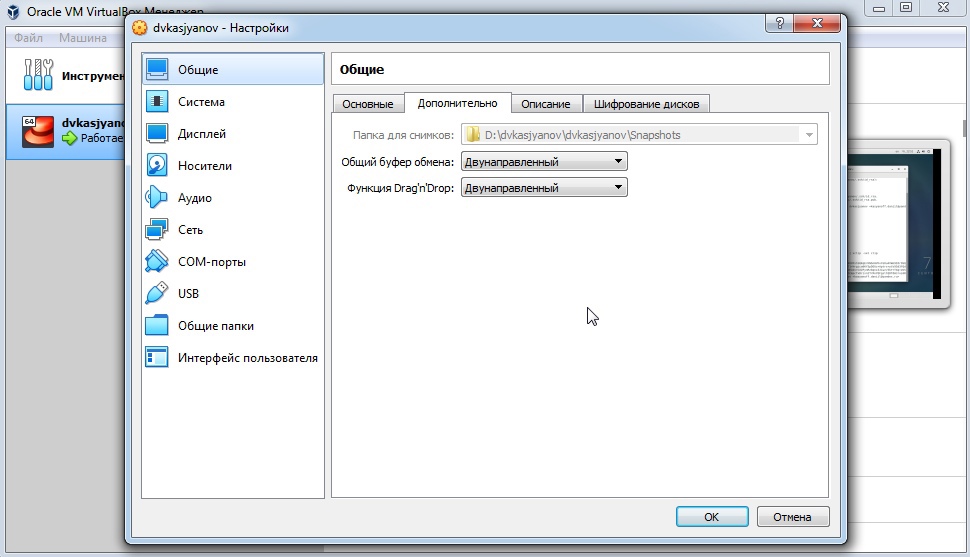 Oracle VM VirtualBox Менеджер
Файл Машина
Инструмен
64
dvkasjyano
Работае
dvkasjyanov - Настройки
?
Общие
Система
Дисплей
Носители
Аудио
Сеть
COM-порты
USB
Общие папки
Интерфейс пользователя
Общие
Основные
Дополнительно
Описание
Шифрование дисков
Папка для снимков: D:\dvkasjyanov\dvkasjyanov\Snapshots
Общий буфер обмена: Двунаправленный
Функция Drag'n'Drop: Двунаправленный
OK
Отмена
7